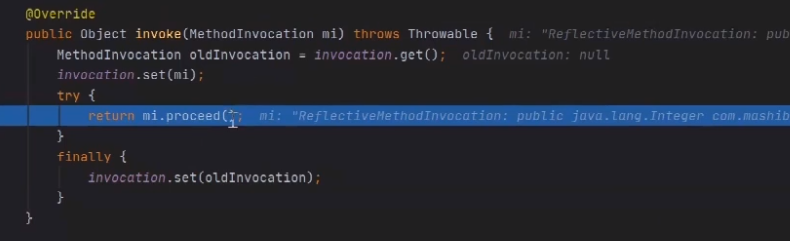 @Override
public Object invoke(MethodInvocation mi) throws Throwable {  mi: "ReflectiveMethodInvocation: pub
MethodInvocation oldInvocation = invocation.get();  oldInvocation: null
invocation.set(mi);
try {
return mi.proceed();  mi: "ReflectiveMethodInvocation: public java.lang.Integer com.mashib
}
finally {
invocation.set(oldInvocation);
}
}